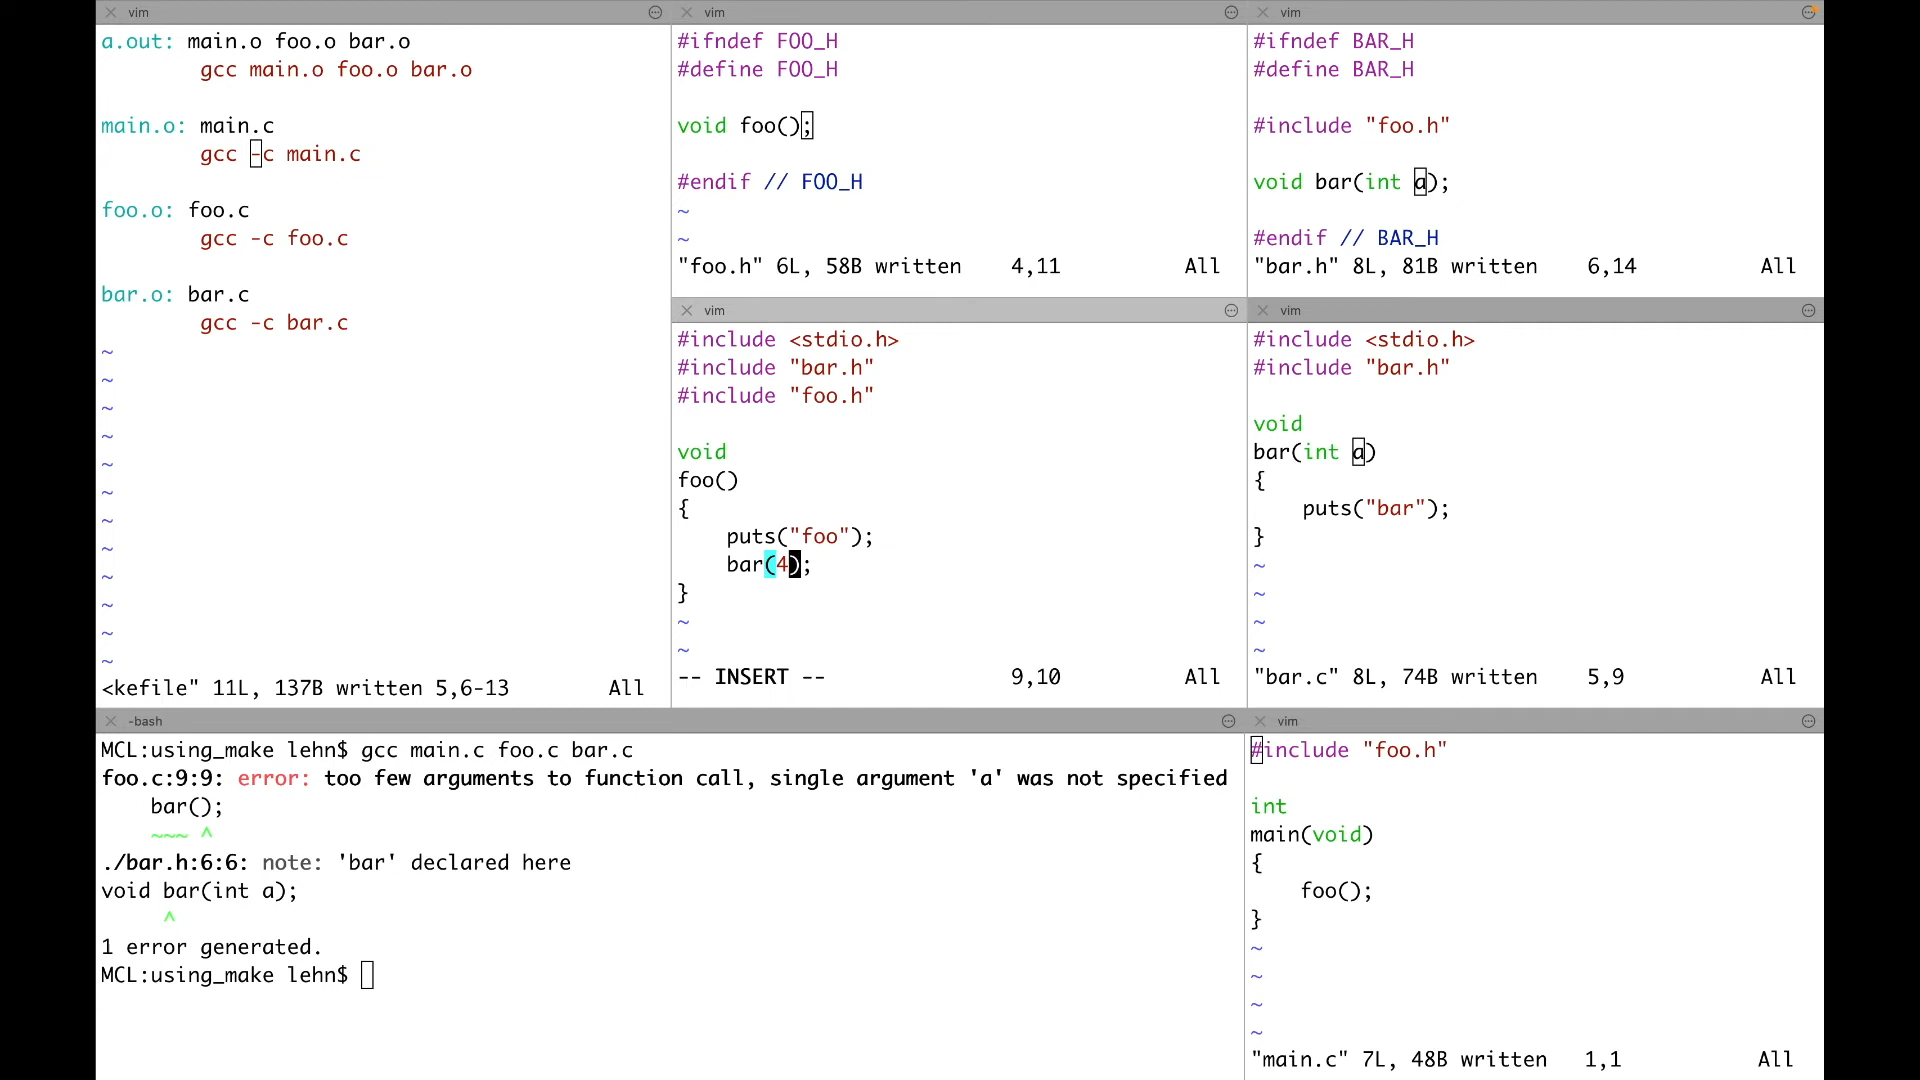 vim
a.out: main.o foo.o bar.o
gcc main.o foo.o bar.o
main.o: main.c
gcc -c main.c
foo.o: foo.c
gcc -c foo.c
bar.o: bar.c
gcc -c bar.c
~
~
~
~
~
~
~
~
~
~
~
~
<kefile" 11L, 137B written 5,6-13 All
vim
#ifndef FOO_H
#define FOO_H
void foo();
#endif // FOO_H
~
~
"foo.h" 6L, 58B written 4,11 All
vim
#ifndef BAR_H
#define BAR_H
#include "foo.h"
void bar(int a);
#endif // BAR_H
"bar.h" 8L, 81B written 6,14 All
vim
#include <stdio.h>
#include "bar.h"
#include "foo.h"
void
foo()
{
puts("foo");
bar(4);
}
~
~
-- INSERT -- 9,10 All
vim
#include <stdio.h>
#include "bar.h"
void
bar(int a)
{
puts("bar");
}
~
~
~
~
"bar.c" 8L, 74B written 5,9 All
-bash
MCL:using_make lehn$ gcc main.c foo.c bar.c
foo.c:9:9: error: too few arguments to function call, single argument 'a' was not specified
bar();
~~~ ^
./bar.h:6:6: note: 'bar' declared here
void bar(int a);
^
1 error generated.
MCL:using_make lehn$
vim
#include "foo.h"
int
main(void)
{
foo();
}
~
~
~
~
"main.c" 7L, 48B written 1,1 All